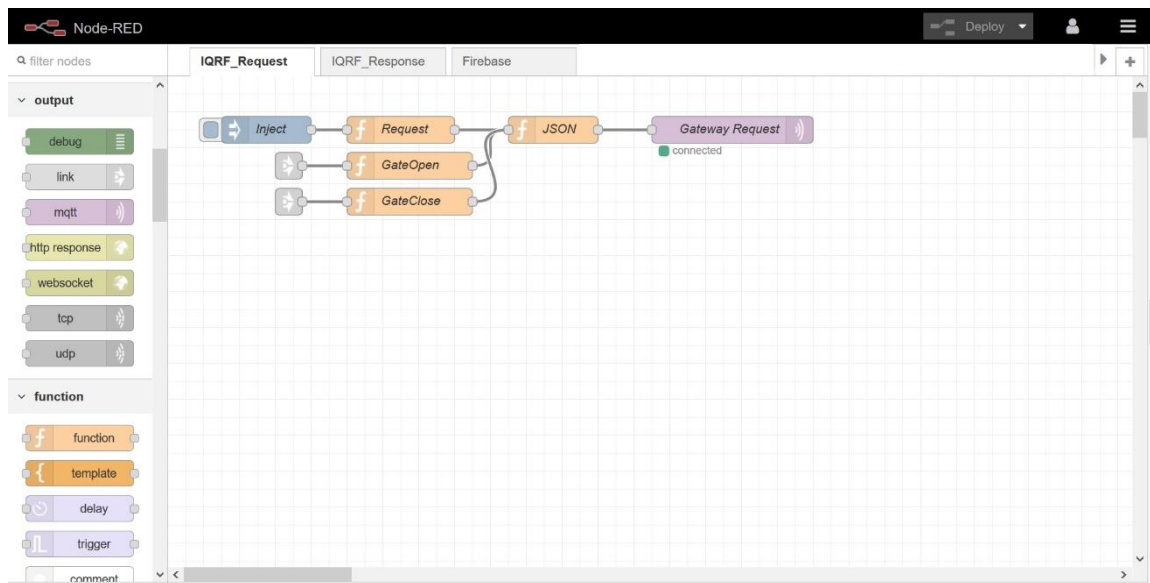 Node-RED
Deploy
filter nodes
IQRF_Request
IQRF_Response
Firebase
output
debug
link
mqtt
http response
websocket
tcp
udp
function
function
template
delay
trigger
comment
Inject
Request
JSON
Gateway Request
connected
GateOpen
GateClose